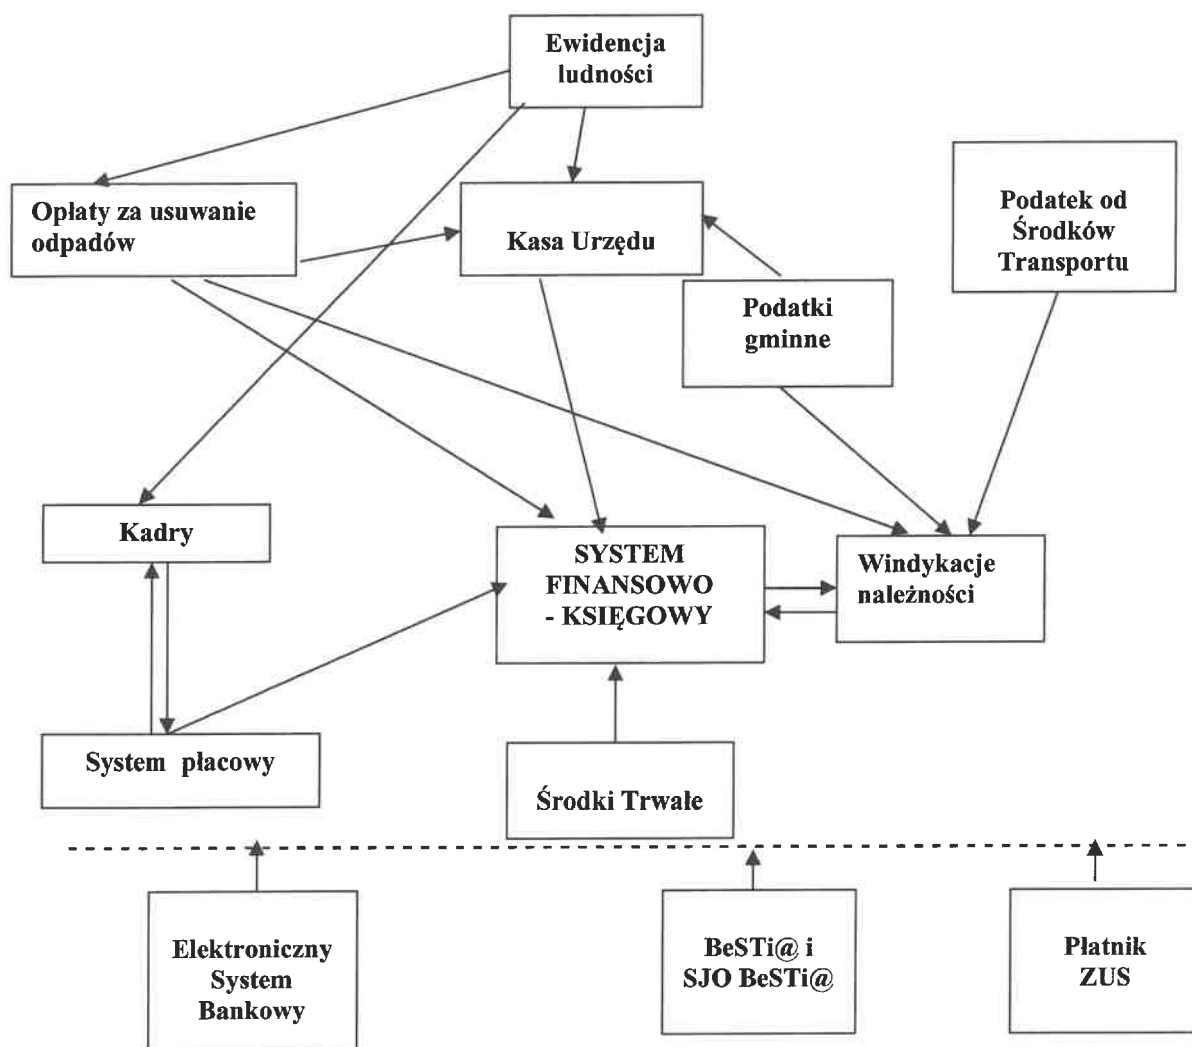 Ewidencja
ludności
Opłaty za usuwanie
odpadów
Kasa Urzędu
Podatek od
Środków
Transportu
Podatki
gminne
Kadry
SYSTEM
FINANSOWO
- KSIĘGOWY
Windykacje
należności
System płacowy
Środki Trwałe
Elektroniczny
System
Bankowy
BeSTi@ i
SJO BeSTi@
Płatnik
ZUS